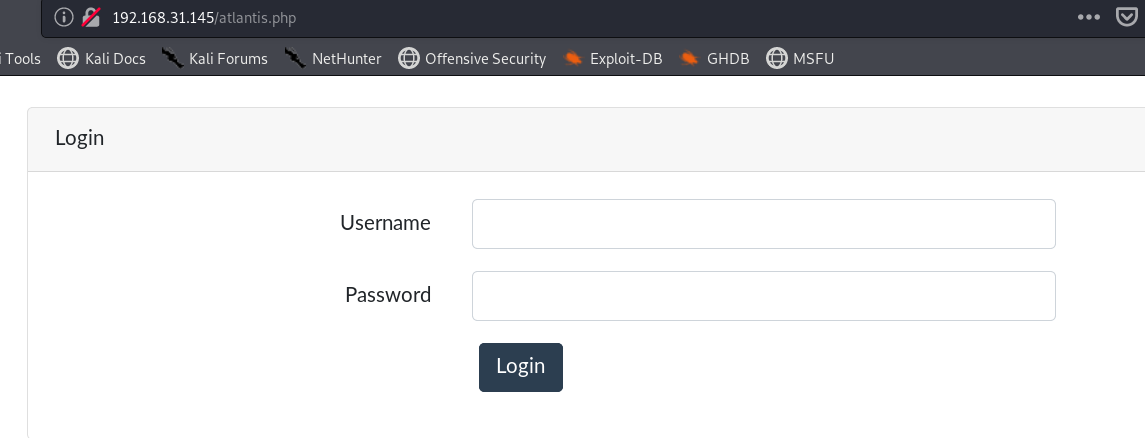 192.168.31.145/atlantis.php
i Tools Kali Docs Kali Forums NetHunter Offensive Security Exploit-DB GHDB MSFU
Login
Username
Password
Login